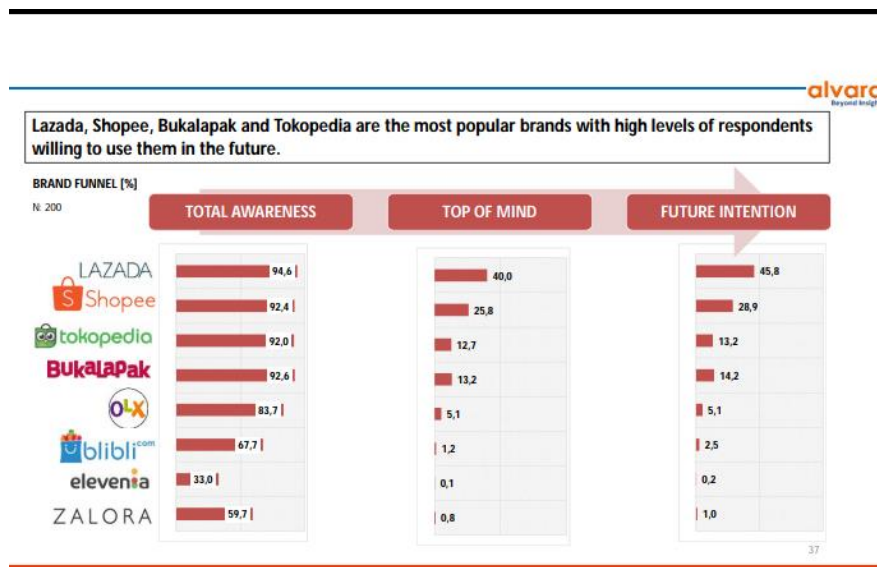 alvara
Beyond Insigh
Lazada, Shopee, Bukalapak and Tokopedia are the most popular brands with high levels of respondents
willing to use them in the future.
BRAND FUNNEL [%]
N: 200
TOTAL AWARENESS TOP OF MIND FUTURE INTENTION
LAZADA 94,6 40,0 45,8
S Shopee 92,4 25,8 28,9
tokopedia 92,0 12,7 13,2
BUKALAPAK 92,6 13,2 14,2
OLX 83,7 5,1 5,1
blibli.com 67,7 1,2 2,5
elevenia 33,0 0,1 0,2
ZALORA 59,7 0,8 1,0
37